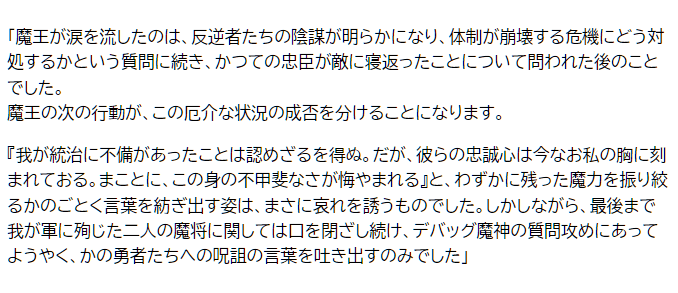 「魔王が涙を流したのは、反逆者たちの陰謀が明らかになり、体制が崩壊する危機にどう対
処するかという質問に続き、かつての忠臣が敵に寝返ったことについて問われた後のこと
でした。
魔王の次の行動が、この厄介な状況の成否を分けることになります。
『我が統治に不備があったことは認めざるを得ぬ。だが、彼らの忠誠心は今なお私の胸に刻
まれておる。まことに、この身の不甲斐なさが悔やまれる』と、わずかに残った魔力を振り絞
るかのごとく言葉を紡ぎ出す姿は、まさに哀れを誘うものでした。しかしながら、最後まで
我が軍に殉じた二人の魔将に関しては口を閉ざし続け、デバッグ魔神の質問攻めにあって
ようやく、かの勇者たちへの呪詛の言葉を吐き出すのみでした」